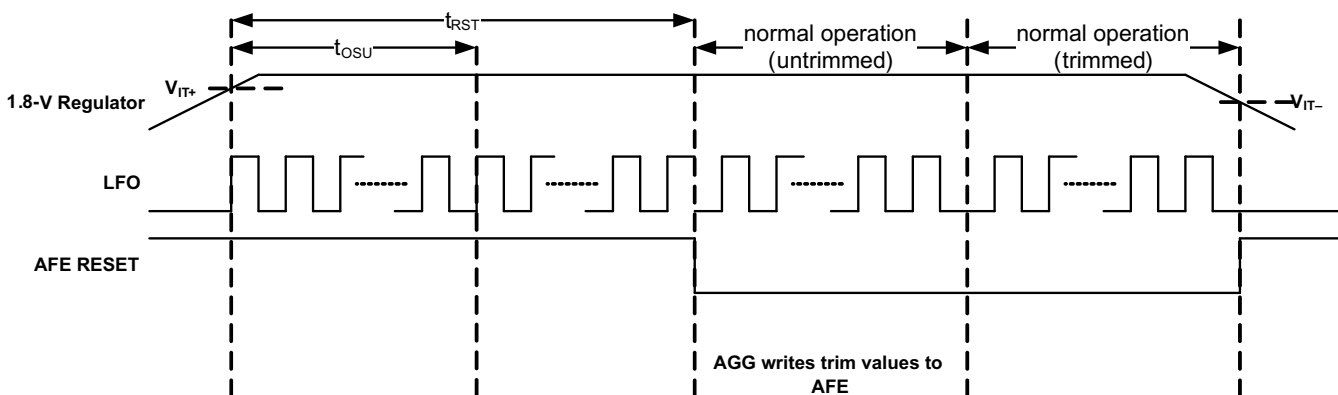 tRST
tOSU
normal operation
(untrimmed)
normal operation
(trimmed)
VIT+
1.8-V Regulator
VIT–
LFO
AFE RESET
AGG writes trim values to
AFE